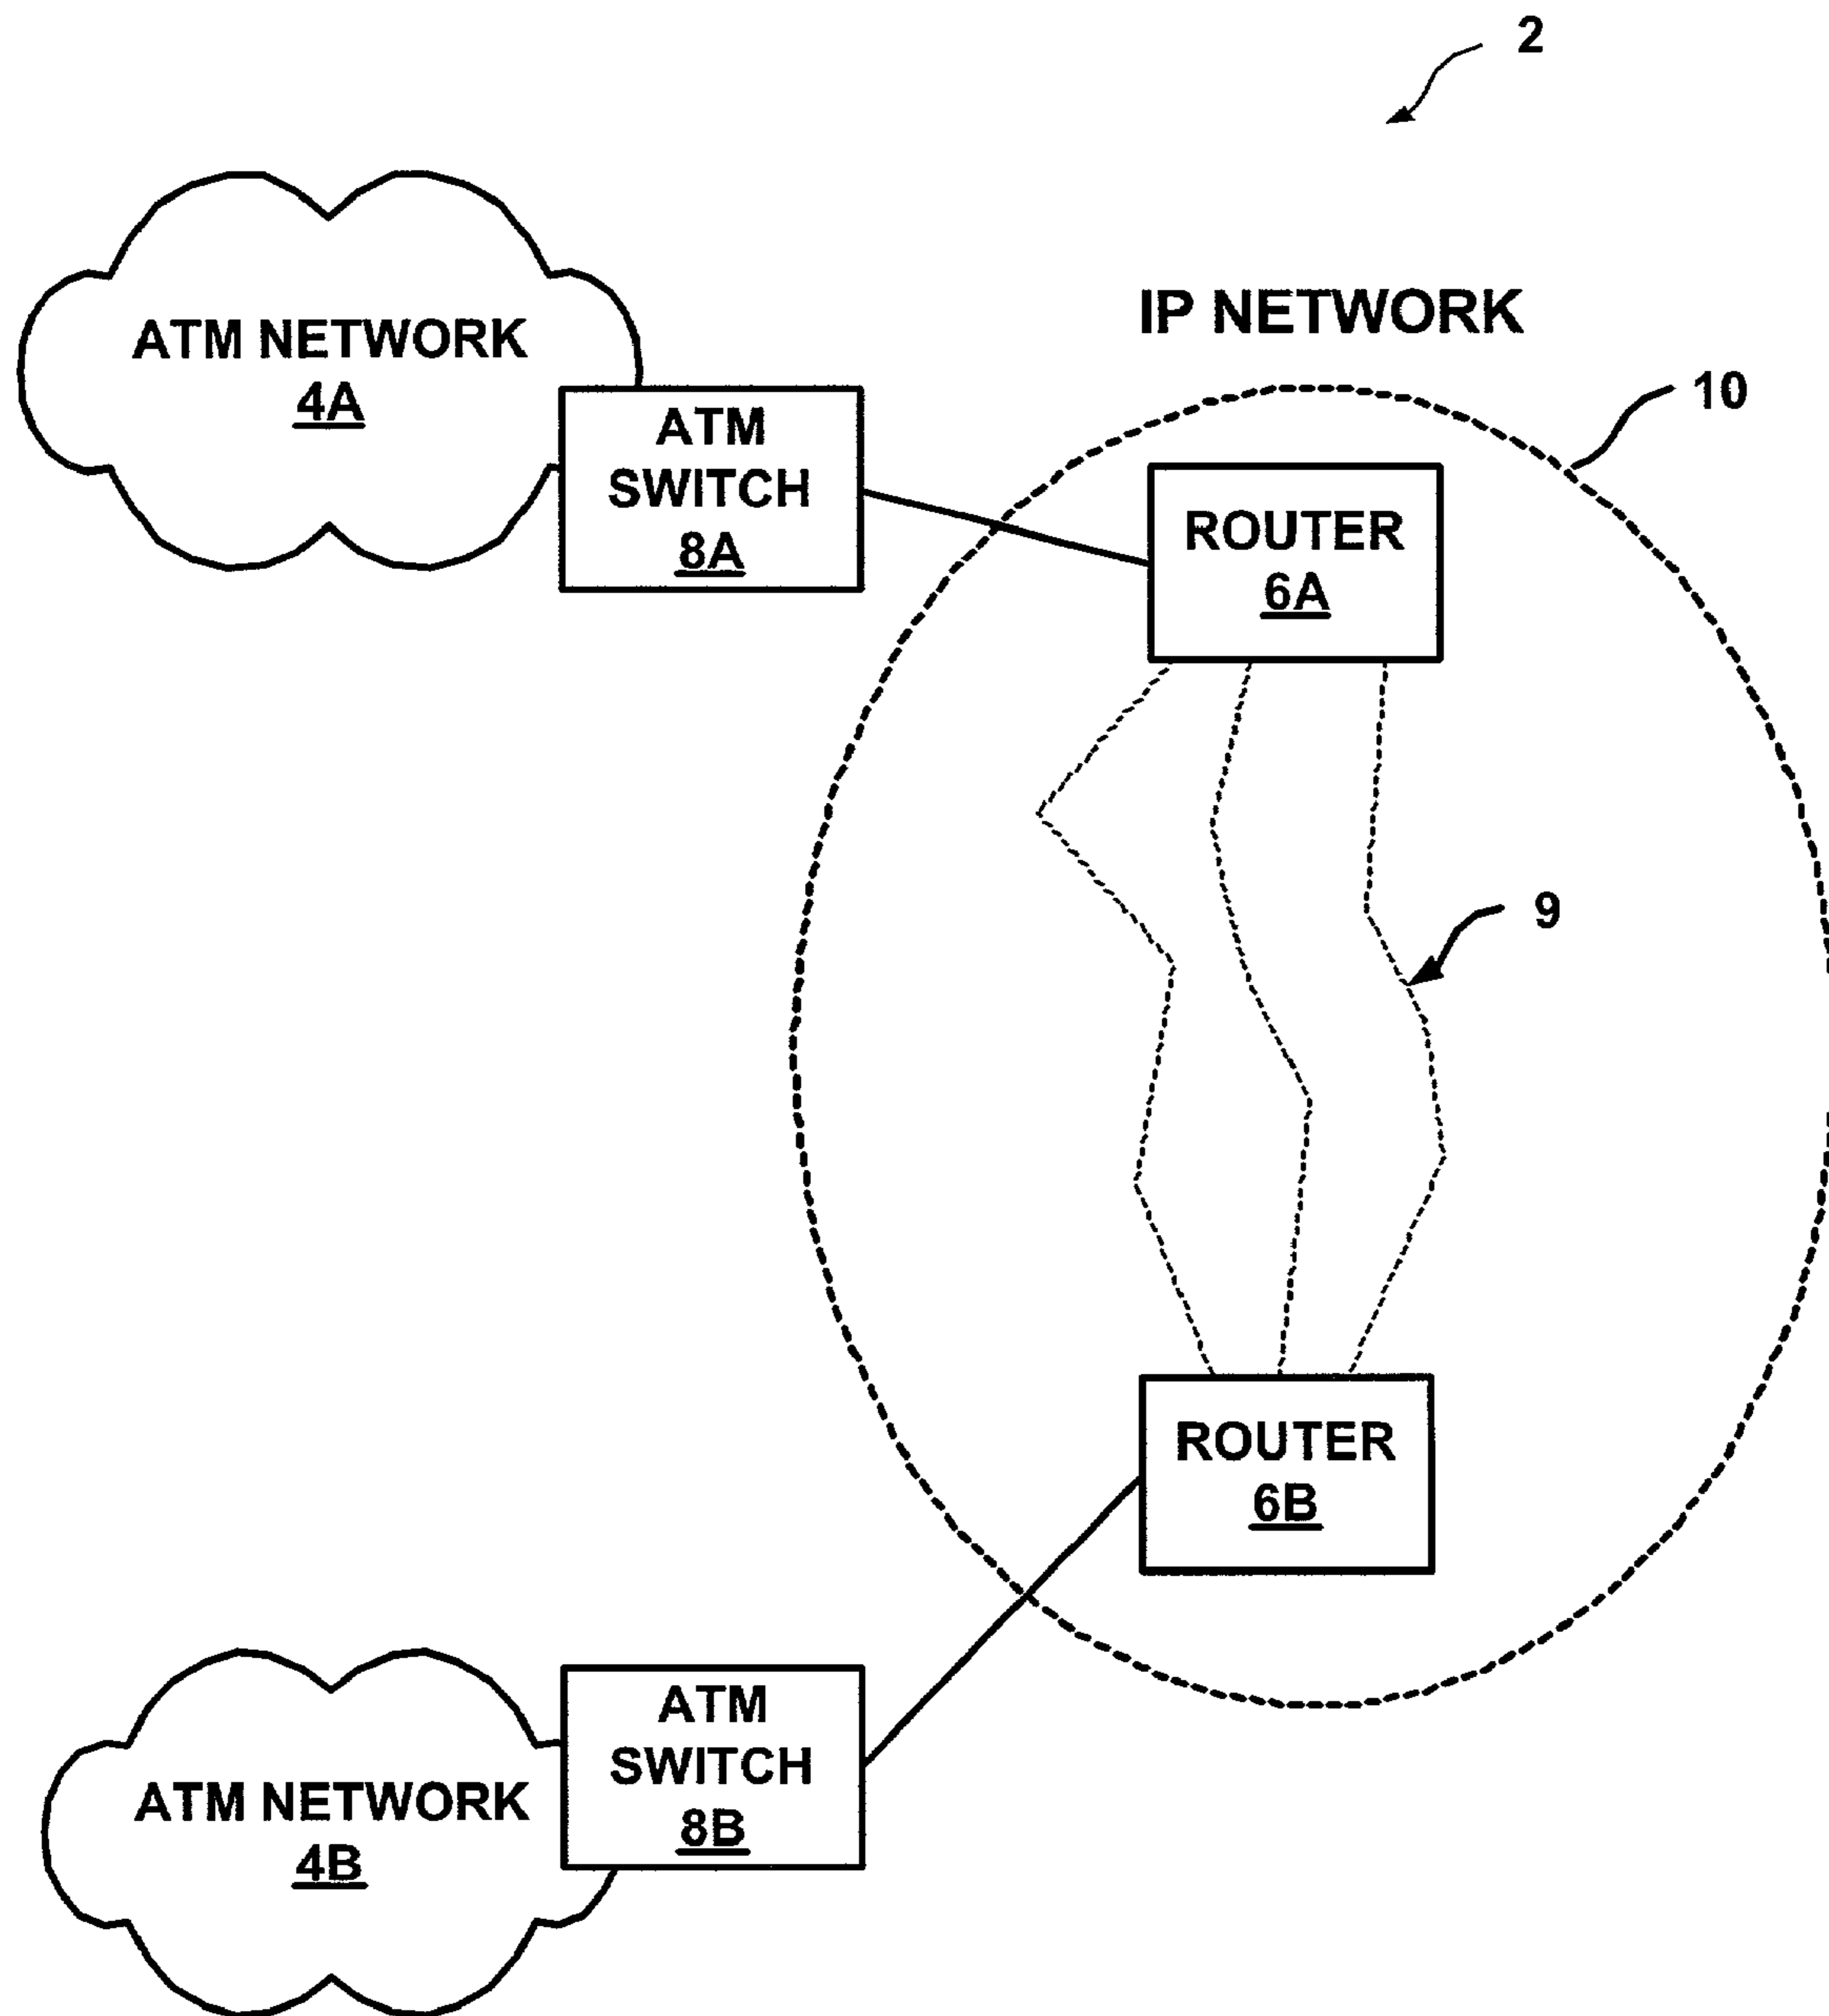 2
ATM NETWORK
4A
IP NETWORK
10
ATM
SWITCH
8A
ROUTER
6A
9
ROUTER
6B
ATM
SWITCH
8B
ATM NETWORK
4B